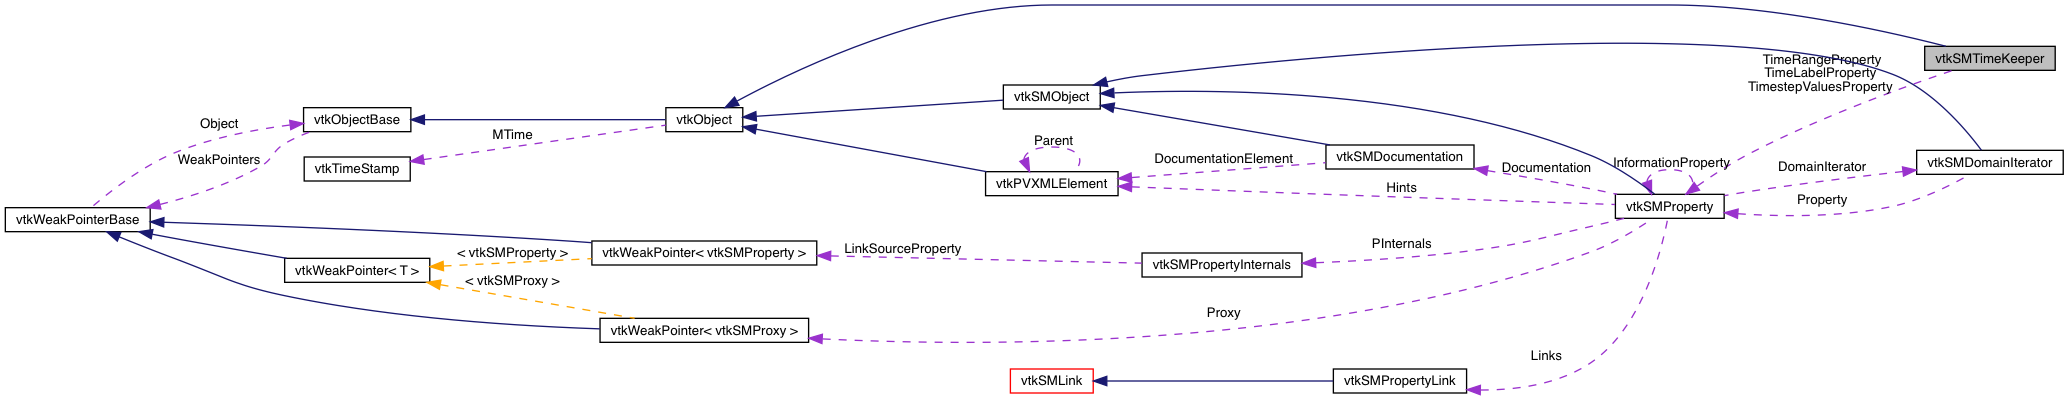 vtkSMTimeKeeper
TimeRangeProperty
TimeLabelProperty
TimestepValuesProperty
vtkSMObject
vtkObjectBase
vtkObject
Object
MTime
Parent
WeakPointers
vtkTimeStamp
DocumentationElement
vtkSMDocumentation
Documentation
InformationProperty
DomainIterator
vtkSMDomainIterator
vtkPVXMLElement
Hints
Property
vtkSMProperty
vtkWeakPointerBase
< vtkSMProperty >
vtkWeakPointer< vtkSMProperty >
LinkSourceProperty
PInternals
vtkSMPropertyInternals
vtkWeakPointer< T >
< vtkSMProxy >
Proxy
vtkWeakPointer< vtkSMProxy >
Links
vtkSMLink
vtkSMPropertyLink